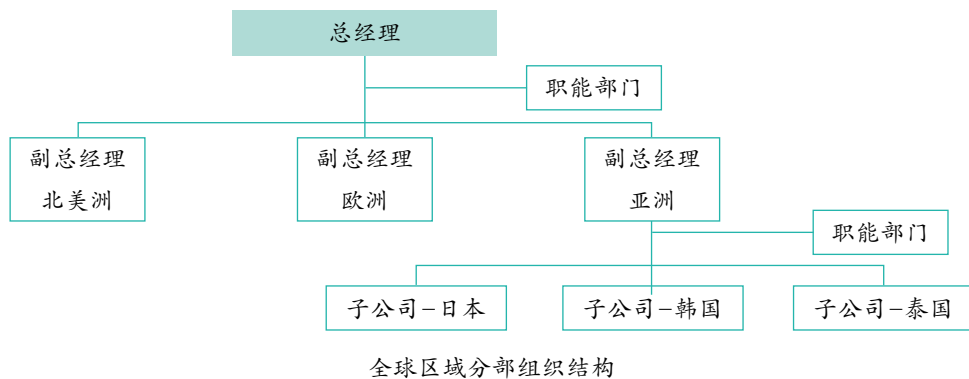 总经理
职能部门
副总经理
北美洲
副总经理
欧洲
副总经理
亚洲
职能部门
子公司–日本
子公司–韩国
子公司–泰国
全球区域分部组织结构